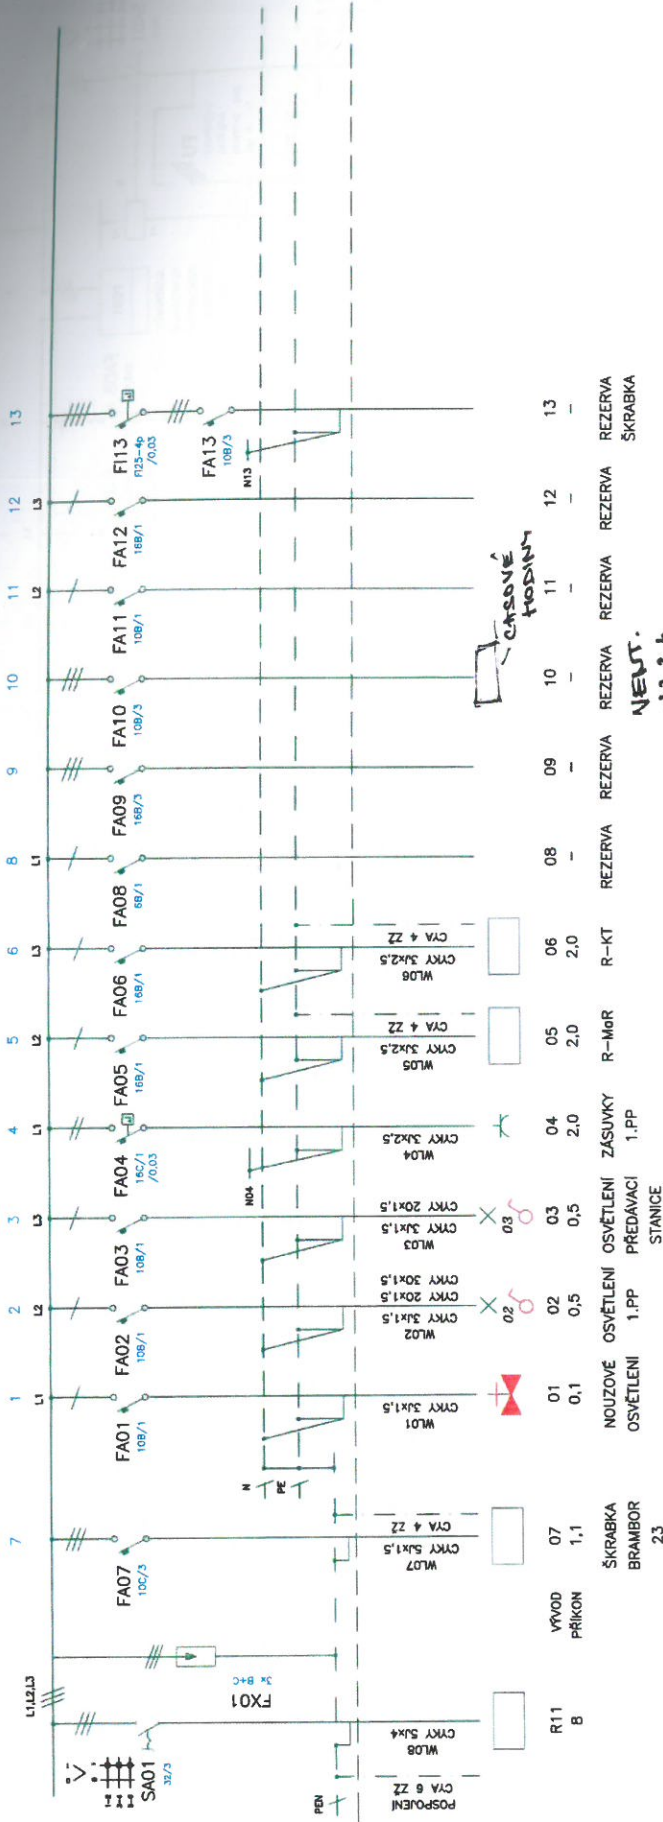 7
1
2
3
4
5
6
8
9
10
11
12
13
L1,L2,L3
L1
L2
L3
L1
L2
L3
L1
L2
L3
SA01
32/3
FX01
3x B+C
FA07
10C/3
FA01
10B/1
FA02
10B/1
FA03
10B/1
FA04
16C/1
/0,03
FA05
16B/1
FA06
16B/1
FA08
6B/1
FA09
16B/3
FA10
10B/3
FA11
10B/1
FA12
16B/1
FI13
FI25-4p
/0,03
FA13
10B/3
N
PE
PEN
N04
N13
POSPOJENÍ
CYA 6 ZŽ
WL08
CYKY 5Jx4
WL07
CYKY 5Jx1,5
CYA 4 ZŽ
WL01
CYKY 3Jx1,5
WL02
CYKY 3Jx1,5
CYKY 2Ox1,5
CYKY 3Ox1,5
WL03
CYKY 3Jx1,5
CYKY 2Ox1,5
WL04
CYKY 3Jx2,5
WL05
CYKY 3Jx2,5
CYA 4 ZŽ
WL06
CYKY 3Jx2,5
CYA 4 ZŽ
02
03
ČASOVÉ
HODINY
VÝVOD
PŘÍKON
R11
8
07
1,1
ŠKRABKA
BRAMBOR
23
01
0,1
NOUZOVÉ
OSVĚTLENÍ
02
0,5
OSVĚTLENÍ
1.PP
03
0,5
OSVĚTLENÍ
PŘEDÁVACÍ
STANICE
04
2,0
ZÁSUVKY
1.PP
05
2,0
R-MaR
06
2,0
R-KT
08
-
REZERVA
09
-
REZERVA
10
-
REZERVA
VENT.
11
-
REZERVA
12
-
REZERVA
13
-
REZERVA
ŠKRABKA